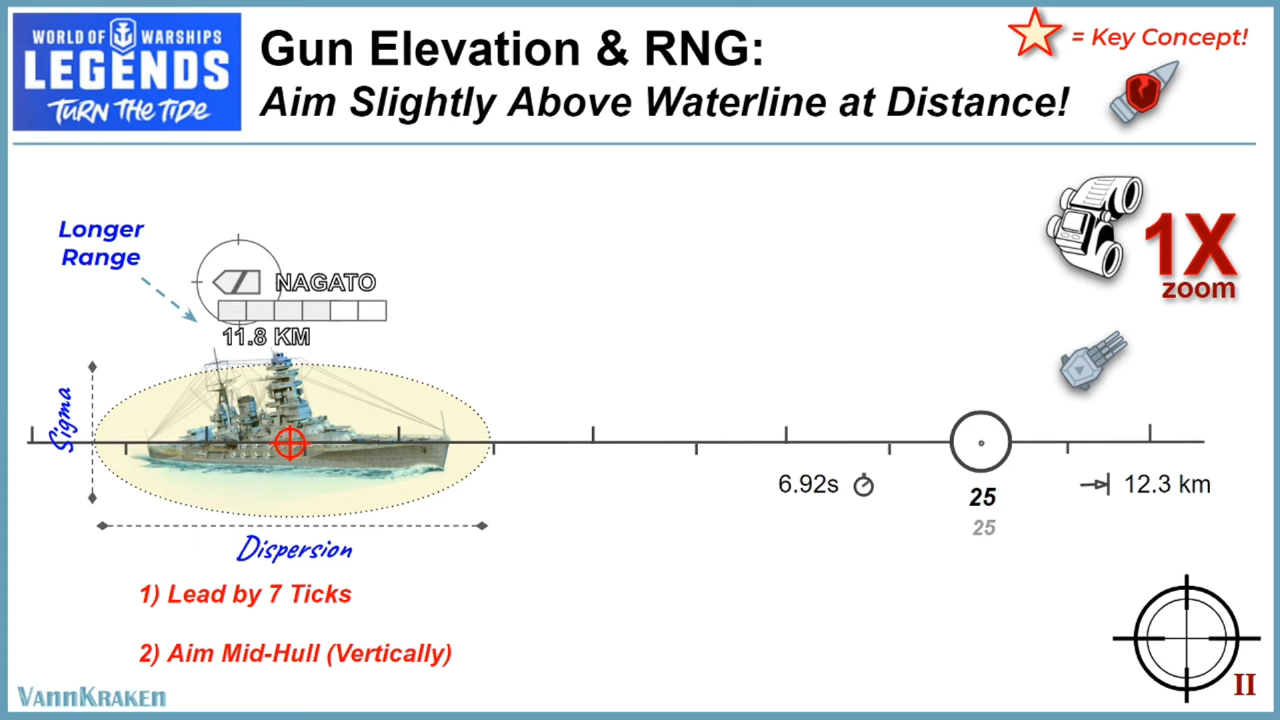 WORLD OF WARSHIPS
LEGENDS
TURN THE TIDE
Gun Elevation & RNG:
Aim Slightly Above Waterline at Distance!
= Key Concept!
1X
zoom
Longer
Range
NAGATO
11.8 KM
Sigma
6.92s
25
25
12.3 km
Dispersion
1) Lead by 7 Ticks
2) Aim Mid-Hull (Vertically)
VANNKRAKEN
II